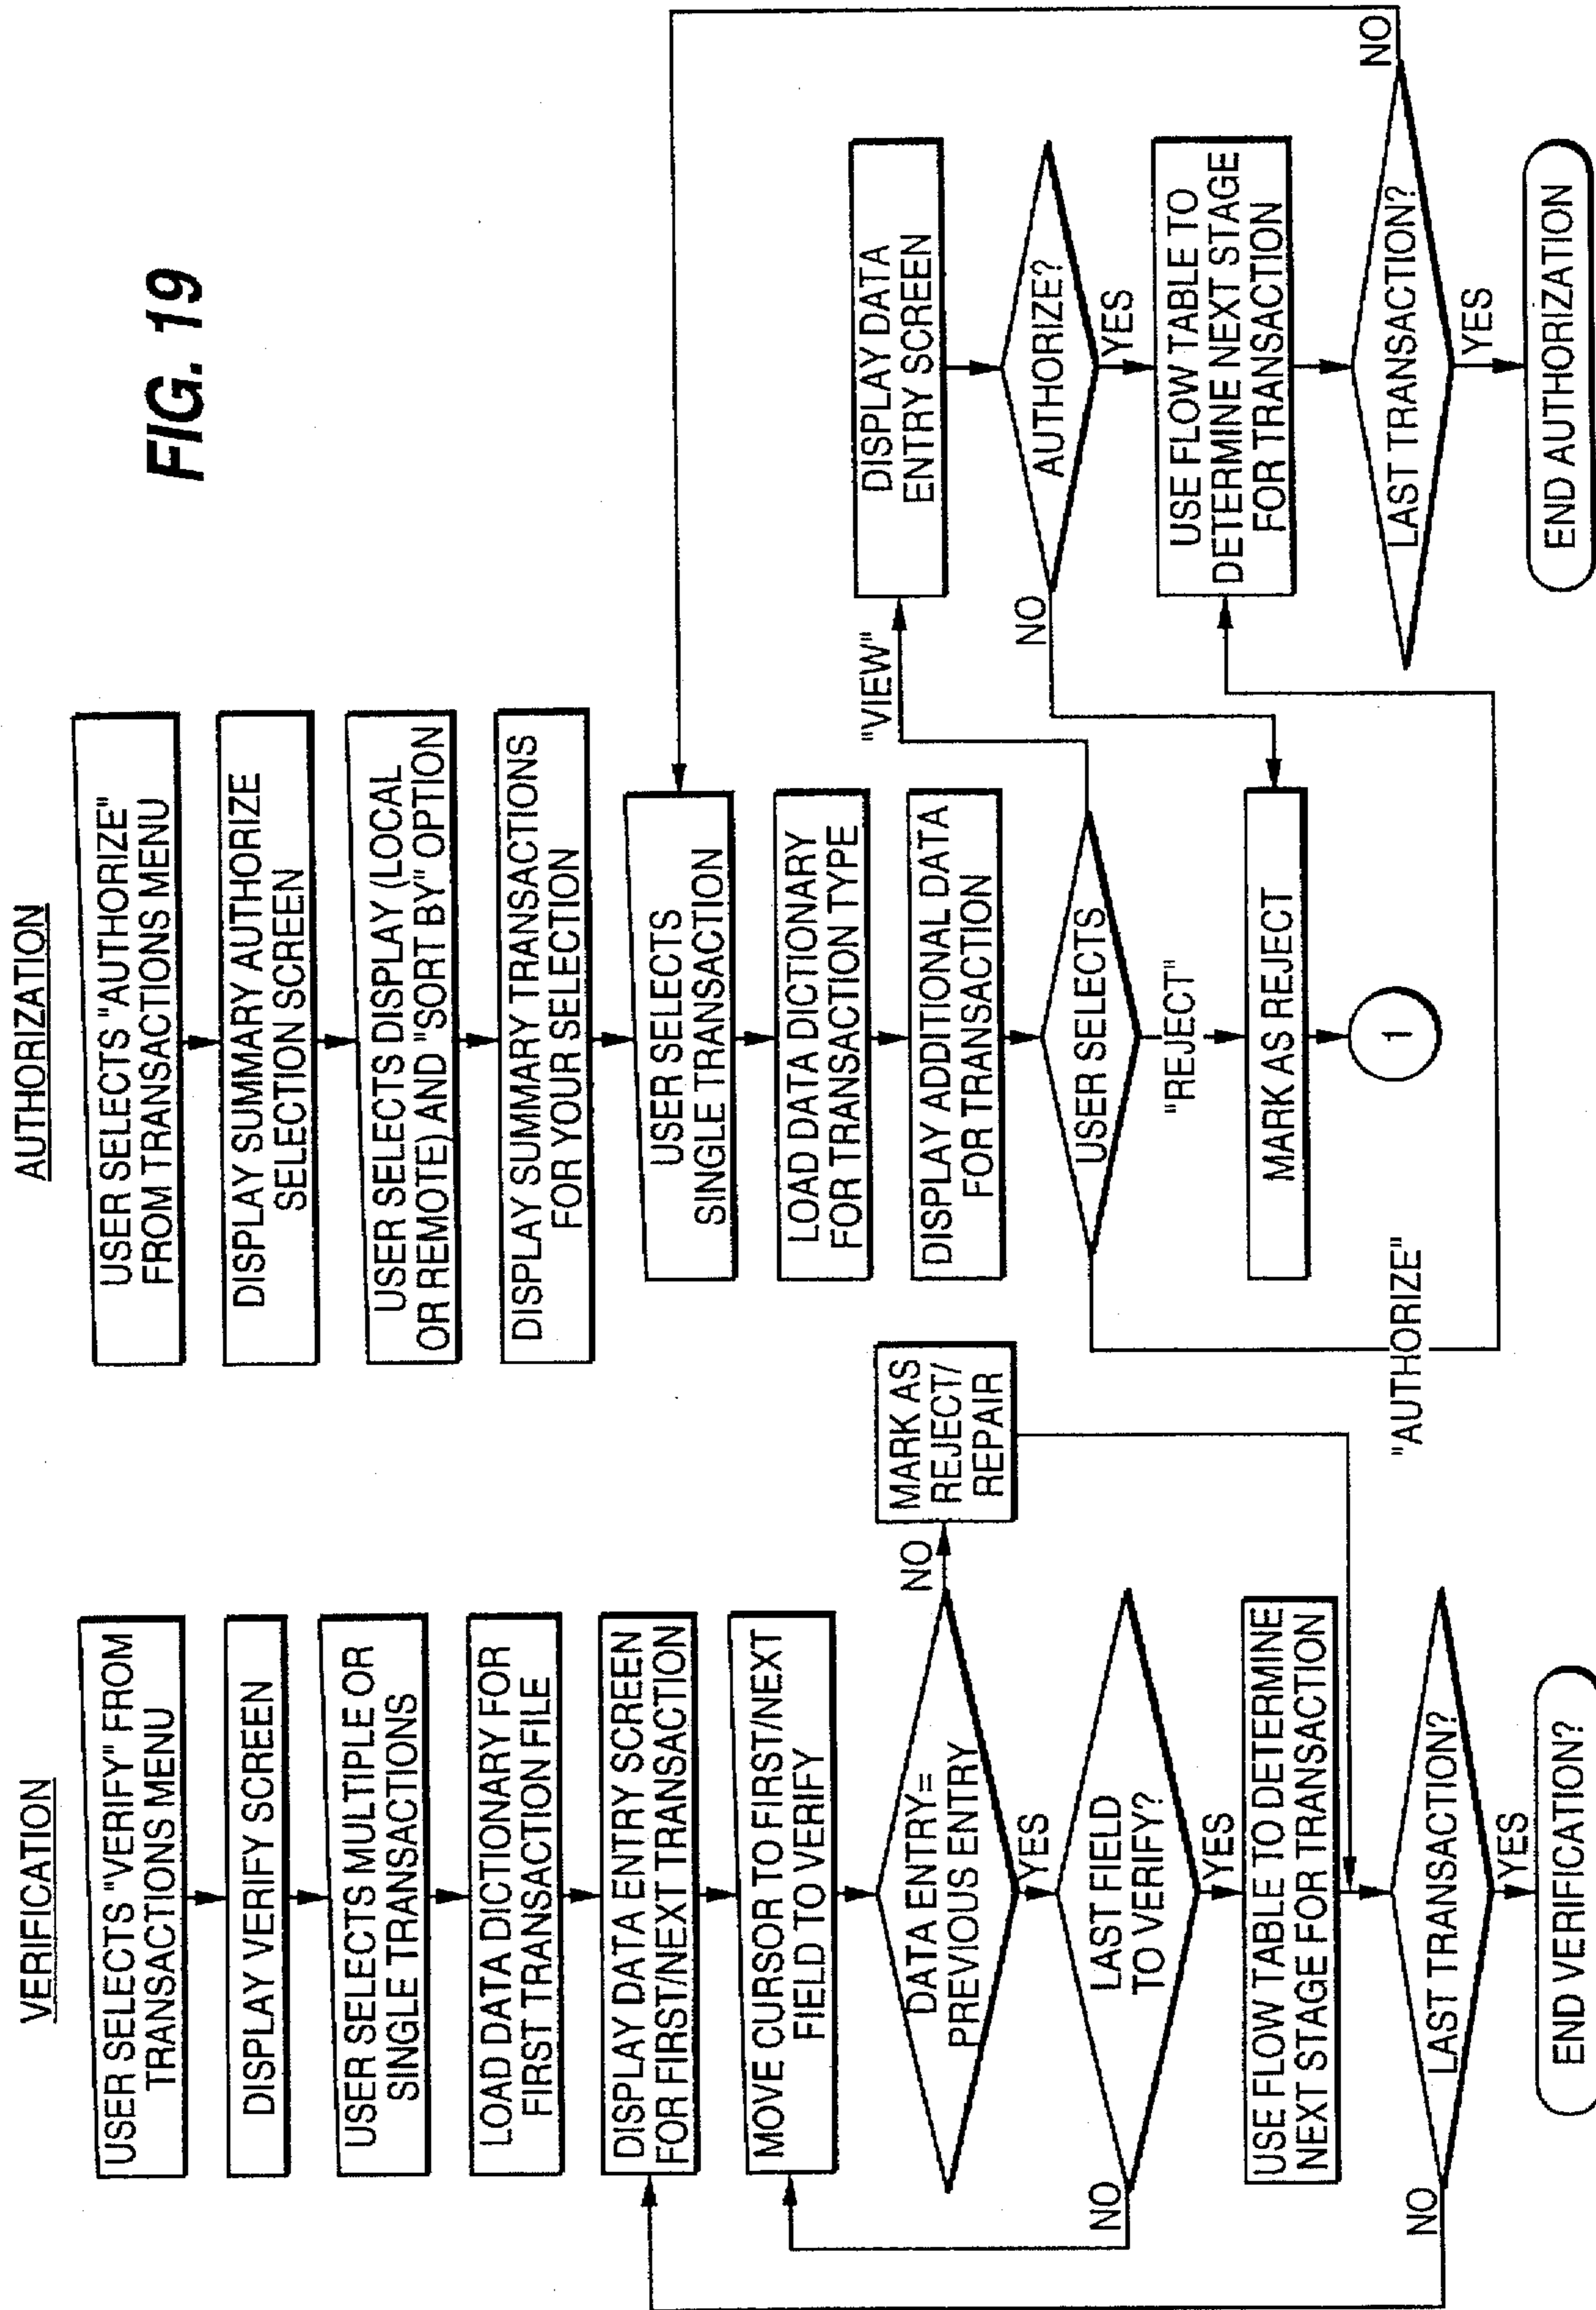 FIG. 19
VERIFICATION
USER SELECTS "VERIFY" FROM
TRANSACTIONS MENU
DISPLAY VERIFY SCREEN
USER SELECTS MULTIPLE OR
SINGLE TRANSACTIONS
LOAD DATA DICTIONARY FOR
FIRST TRANSACTION FILE
DISPLAY DATA ENTRY SCREEN
FOR FIRST/NEXT TRANSACTION
MOVE CURSOR TO FIRST/NEXT
FIELD TO VERIFY
DATA ENTRY=
PREVIOUS ENTRY
NO
MARK AS
REJECT/
REPAIR
YES
LAST FIELD
TO VERIFY?
NO
YES
USE FLOW TABLE TO DETERMINE
NEXT STAGE FOR TRANSACTION
LAST TRANSACTION?
NO
YES
END VERIFICATION?
AUTHORIZATION
USER SELECTS "AUTHORIZE"
FROM TRANSACTIONS MENU
DISPLAY SUMMARY AUTHORIZE
SELECTION SCREEN
USER SELECTS DISPLAY (LOCAL
OR REMOTE) AND "SORT BY" OPTION
DISPLAY SUMMARY TRANSACTIONS
FOR YOUR SELECTION
USER SELECTS
SINGLE TRANSACTION
LOAD DATA DICTIONARY
FOR TRANSACTION TYPE
DISPLAY ADDITIONAL DATA
FOR TRANSACTION
USER SELECTS
"REJECT"
MARK AS REJECT
1
"AUTHORIZE"
"VIEW"
DISPLAY DATA
ENTRY SCREEN
AUTHORIZE?
NO
YES
USE FLOW TABLE TO
DETERMINE NEXT STAGE
FOR TRANSACTION
LAST TRANSACTION?
NO
YES
END AUTHORIZATION